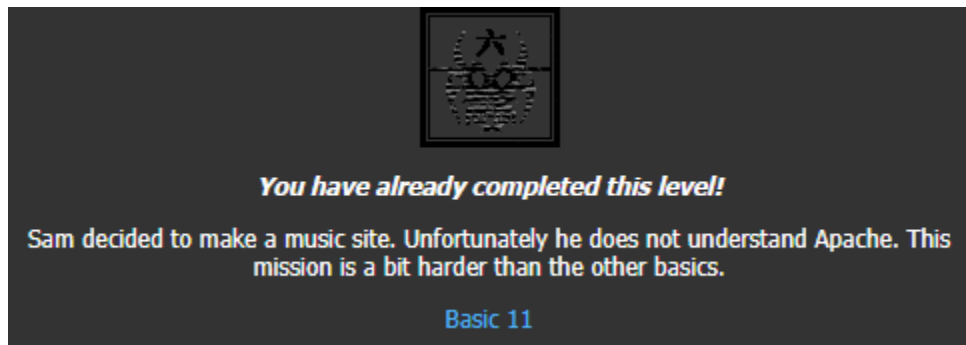 六
You have already completed this level!
Sam decided to make a music site. Unfortunately he does not understand Apache. This
mission is a bit harder than the other basics.
Basic 11